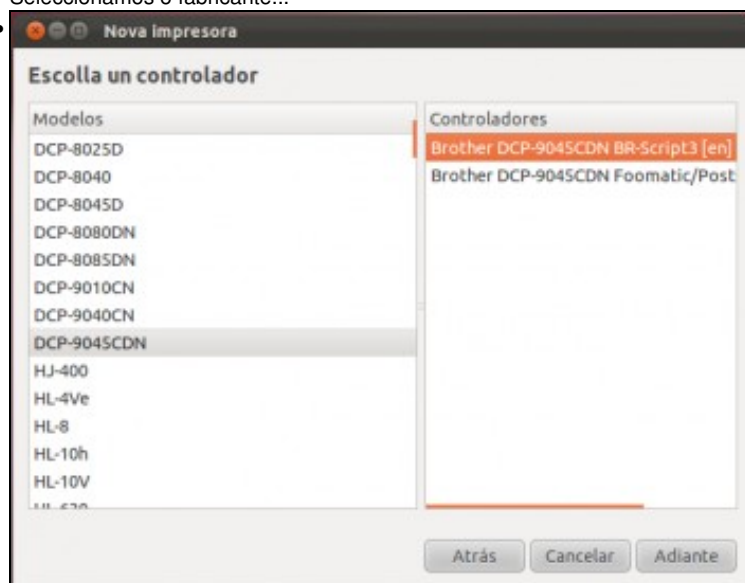 Seleccionamos o fabricante...
Nova impresora
Escolla un controlador
Modelos
DCP-8025D
DCP-8040
DCP-8045D
DCP-8080DN
DCP-8085DN
DCP-9010CN
DCP-9040CN
DCP-9045CDN
HJ-400
HL-4Ve
HL-8
HL-10h
HL-10V
Controladores
Brother DCP-9045CDN BR-Script3 [en]
Brother DCP-9045CDN Foomatic/Post
Atrás Cancelar Adiante